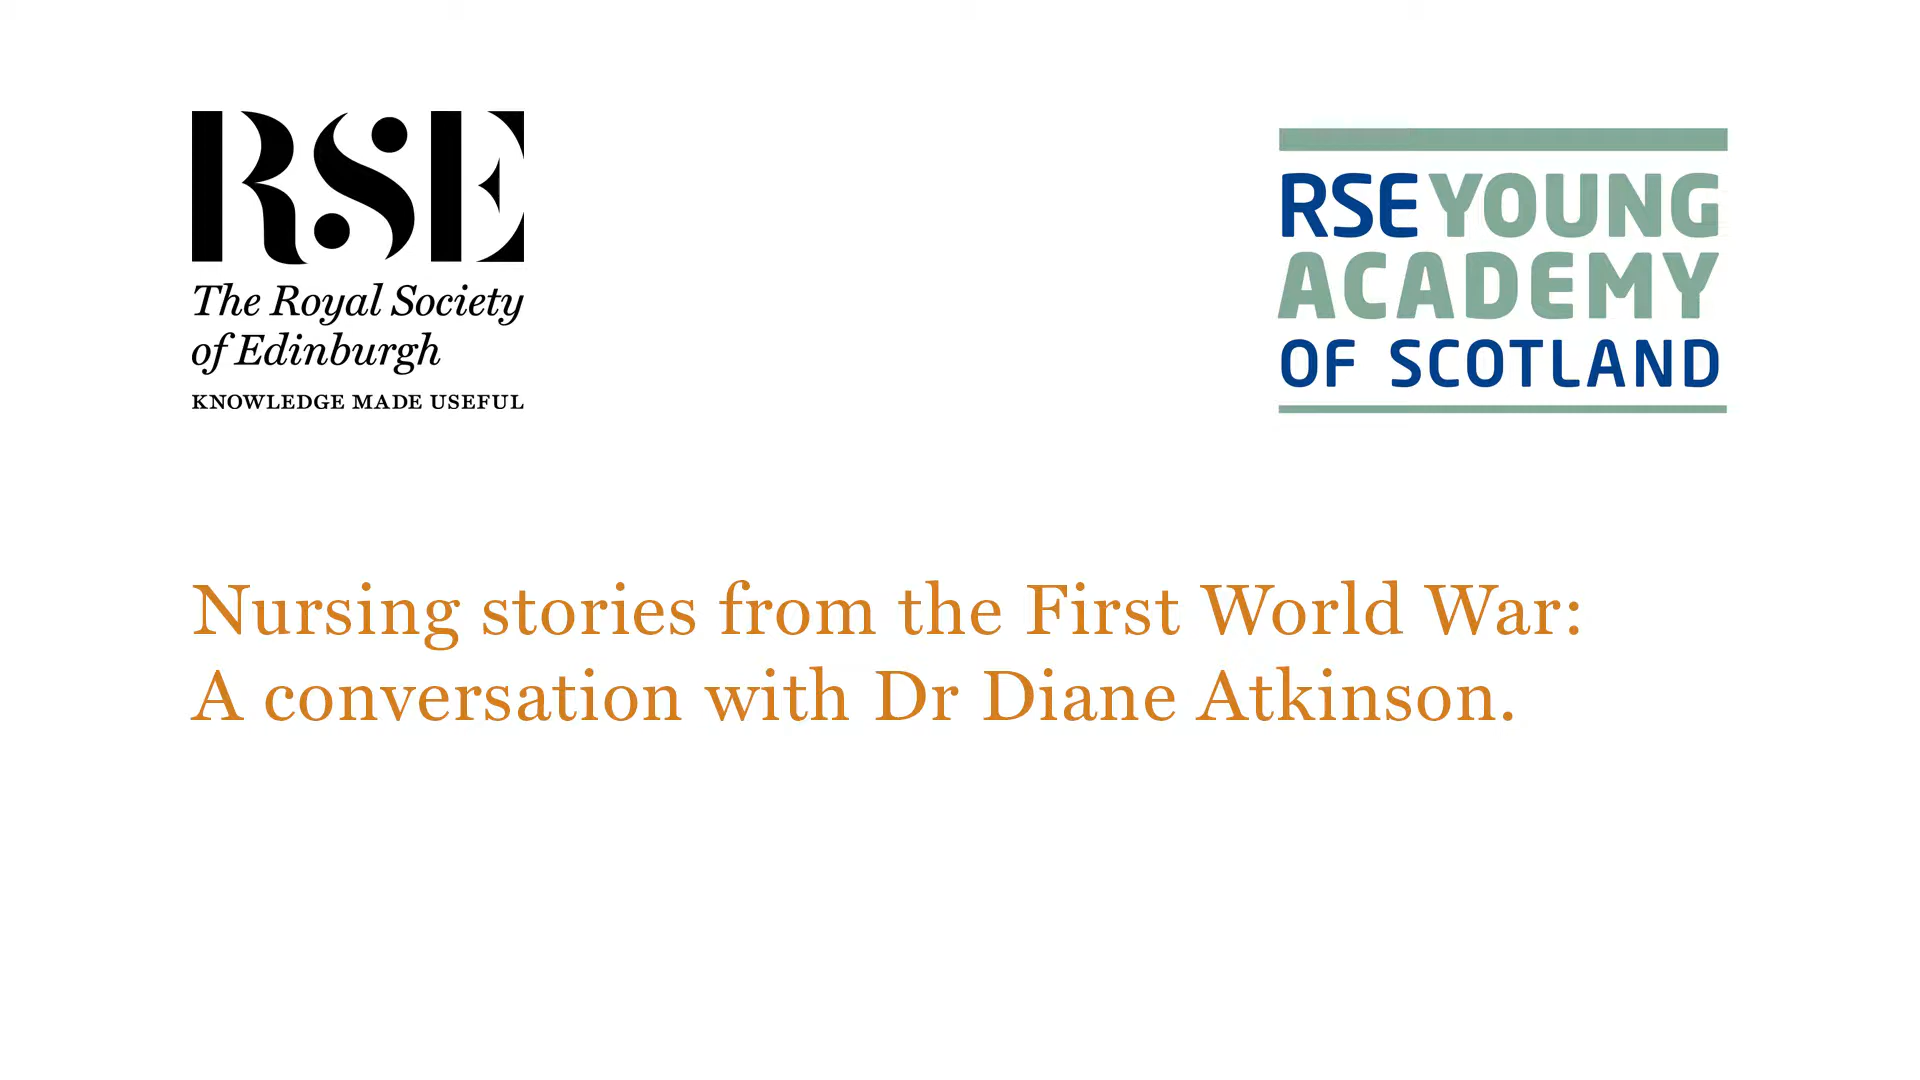 RSE
The Royal Society
of Edinburgh
KNOWLEDGE MADE USEFUL
RSE YOUNG
ACADEMY
OF SCOTLAND
Nursing stories from the First World War:
A conversation with Dr Diane Atkinson.